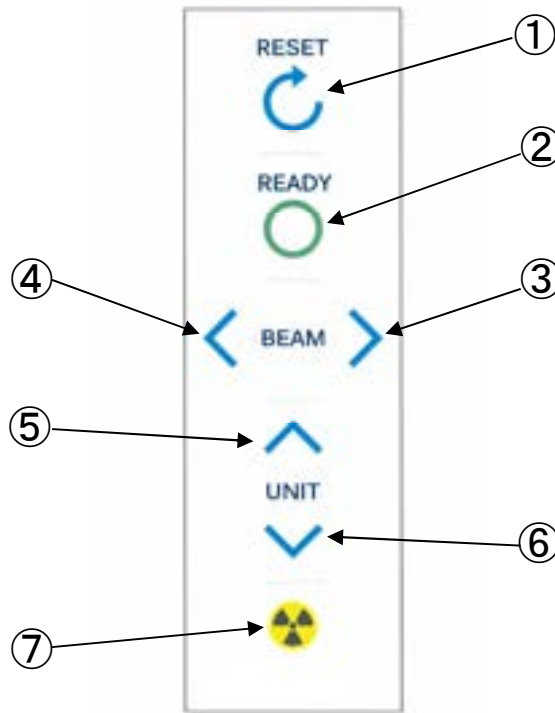 RESET
①
READY
②
④
BEAM
③
⑤
UNIT
⑥
⑦